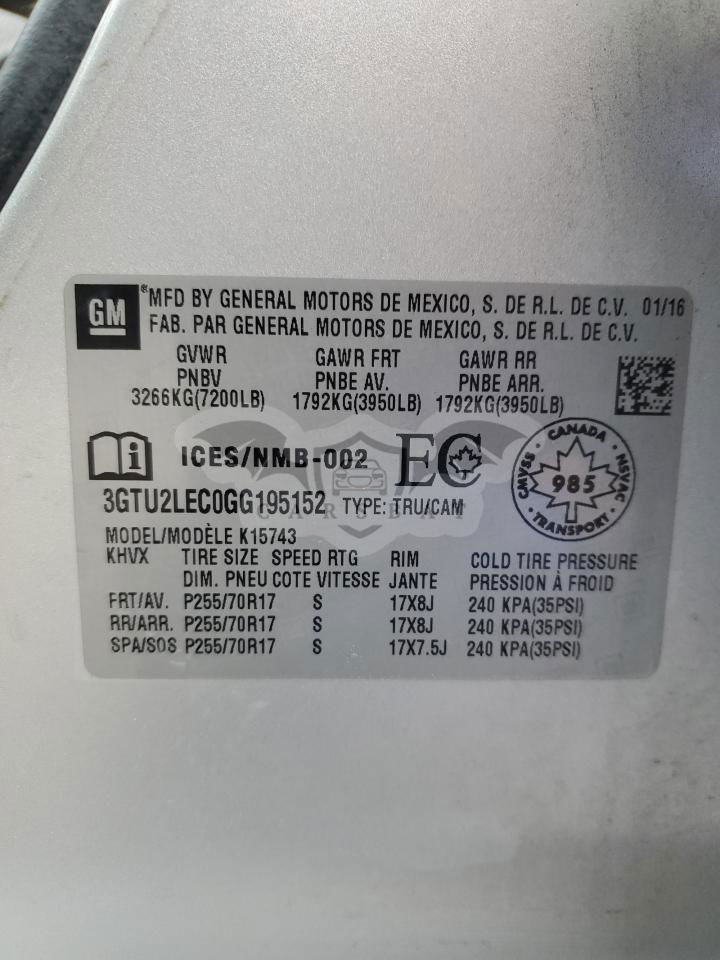 GM
®MFD BY GENERAL MOTORS DE MEXICO, S. DE R.L. DE C.V. 01/16
FAB. PAR GENERAL MOTORS DE MEXICO, S. DE R.L. DE C.V.
GVWR GAWR FRT GAWR RR
PNBV PNBE AV. PNBE ARR.
3266KG(7200LB) 1792KG(3950LB) 1792KG(3950LB)
i ICES/NMB-002 EC
CANADA CMVSS 985 NSVAC TRANSPORT
3GTU2LEC0GG195152 TYPE: TRU/CAM
CARSBAT
MODEL/MODÈLE K15743
KHVX TIRE SIZE SPEED RTG RIM COLD TIRE PRESSURE
DIM. PNEU COTE VITESSE JANTE PRESSION À FROID
FRT/AV. P255/70R17 S 17X8J 240 KPA(35PSI)
RR/ARR. P255/70R17 S 17X8J 240 KPA(35PSI)
SPA/SOS P255/70R17 S 17X7.5J 240 KPA(35PSI)